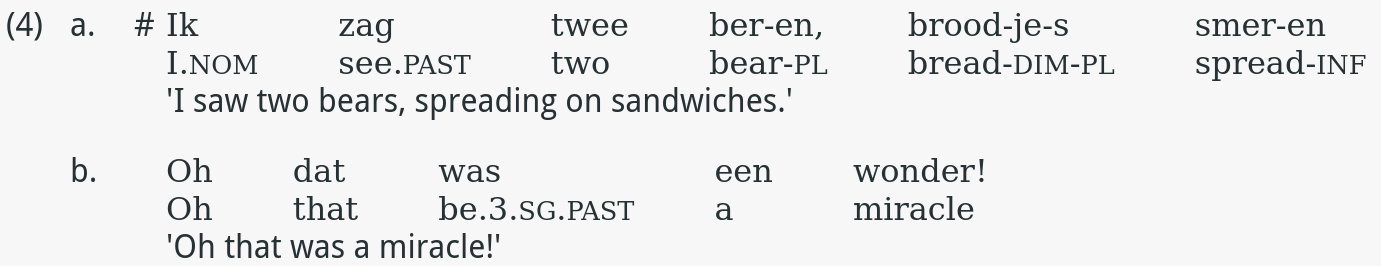 (4) a. # Ik zag twee ber-en, brood-je-s smer-en
I.NOM see.PAST two bear-PL bread-DIM-PL spread-INF
'I saw two bears, spreading on sandwiches.'
b. Oh dat was een wonder!
Oh that be.3.SG.PAST a miracle
'Oh that was a miracle!'